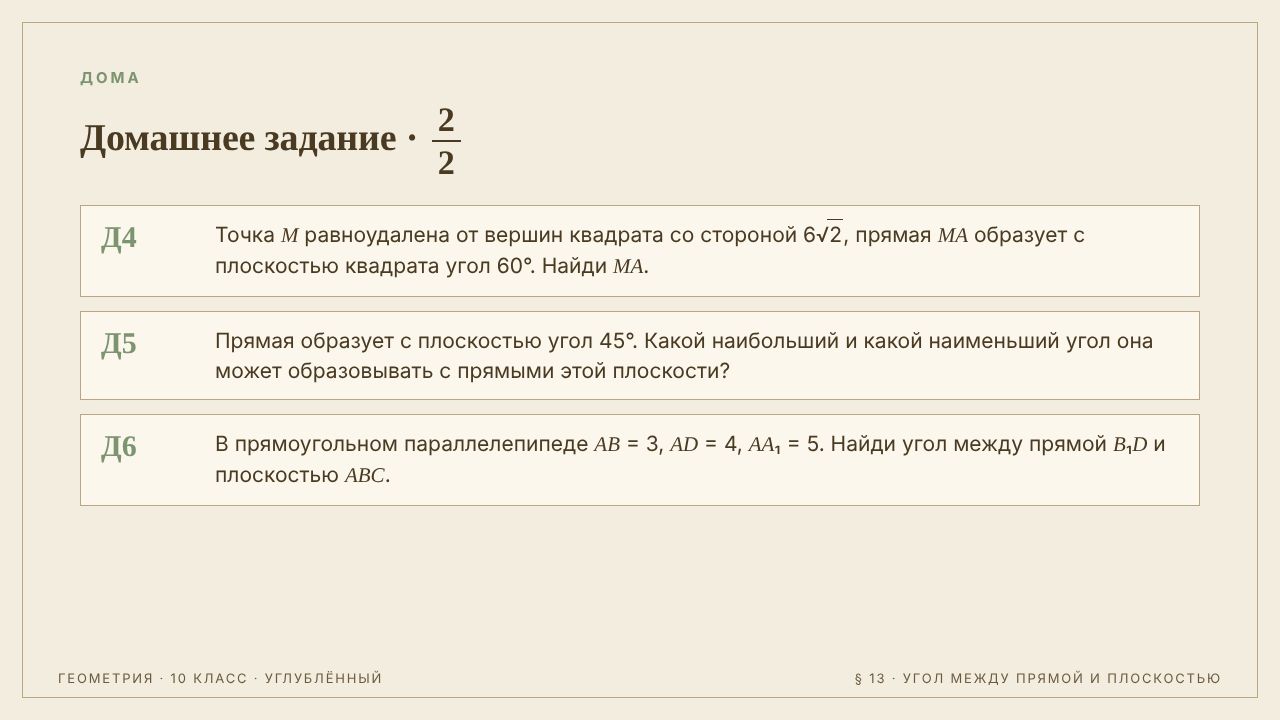 ДОМА
Домашнее задание · 2/2
Д4
Точка M равноудалена от вершин квадрата со стороной 6√2, прямая MA образует с
плоскостью квадрата угол 60°. Найди MA.
Д5
Прямая образует с плоскостью угол 45°. Какой наибольший и какой наименьший угол она
может образовывать с прямыми этой плоскости?
Д6
В прямоугольном параллелепипеде AB = 3, AD = 4, AA₁ = 5. Найди угол между прямой B₁D и
плоскостью ABC.
ГЕОМЕТРИЯ · 10 КЛАСС · УГЛУБЛЁННЫЙ
§ 13 · УГОЛ МЕЖДУ ПРЯМОЙ И ПЛОСКОСТЬЮ